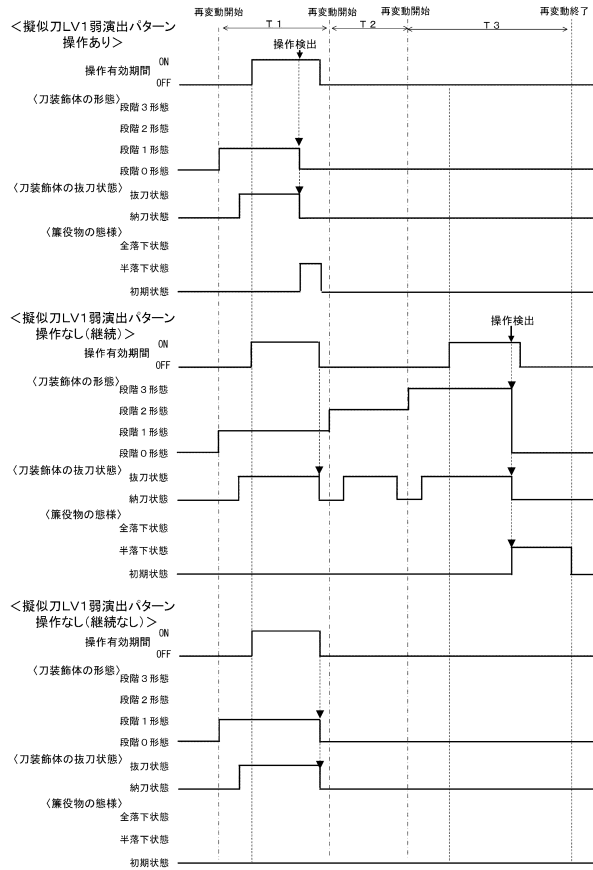 再変動開始 再変動開始 再変動開始 再変動終了
T1 T2 T3
＜擬似刀LV1弱演出パターン
操作あり＞
操作検出
操作有効期間
ON
OFF
〈刀装飾体の形態〉
段階3形態
段階2形態
段階1形態
段階0形態
〈刀装飾体の抜刀状態〉
抜刀状態
納刀状態
〈簾役物の態様〉
全落下状態
半落下状態
初期状態
＜擬似刀LV1弱演出パターン
操作なし（継続）＞
操作検出
操作有効期間
ON
OFF
〈刀装飾体の形態〉
段階3形態
段階2形態
段階1形態
段階0形態
〈刀装飾体の抜刀状態〉
抜刀状態
納刀状態
〈簾役物の態様〉
全落下状態
半落下状態
初期状態
＜擬似刀LV1弱演出パターン
操作なし（継続なし）＞
操作有効期間
ON
OFF
〈刀装飾体の形態〉
段階3形態
段階2形態
段階1形態
段階0形態
〈刀装飾体の抜刀状態〉
抜刀状態
納刀状態
〈簾役物の態様〉
全落下状態
半落下状態
初期状態